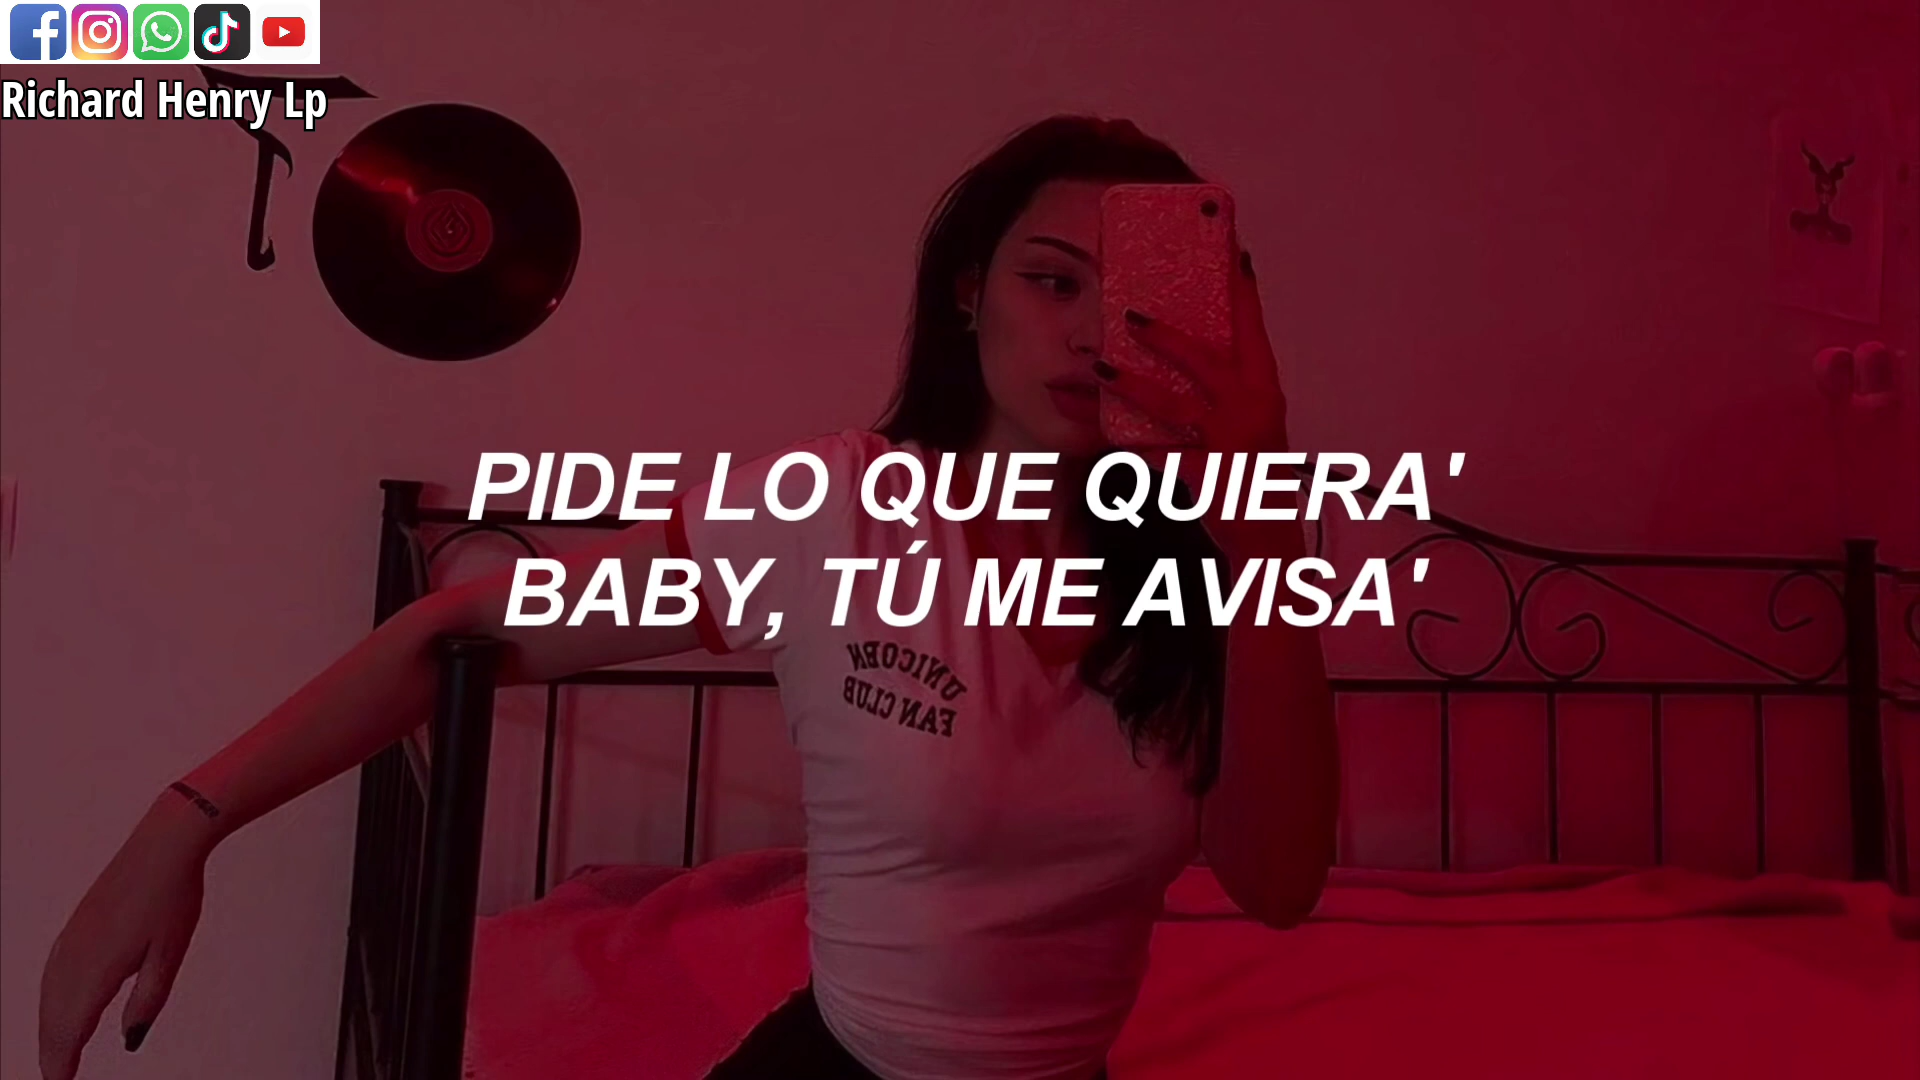 Richard Henry Lp
PIDE LO QUE QUIERA'
BABY, TÚ ME AVISA'
UNICORN
FAN CLUB